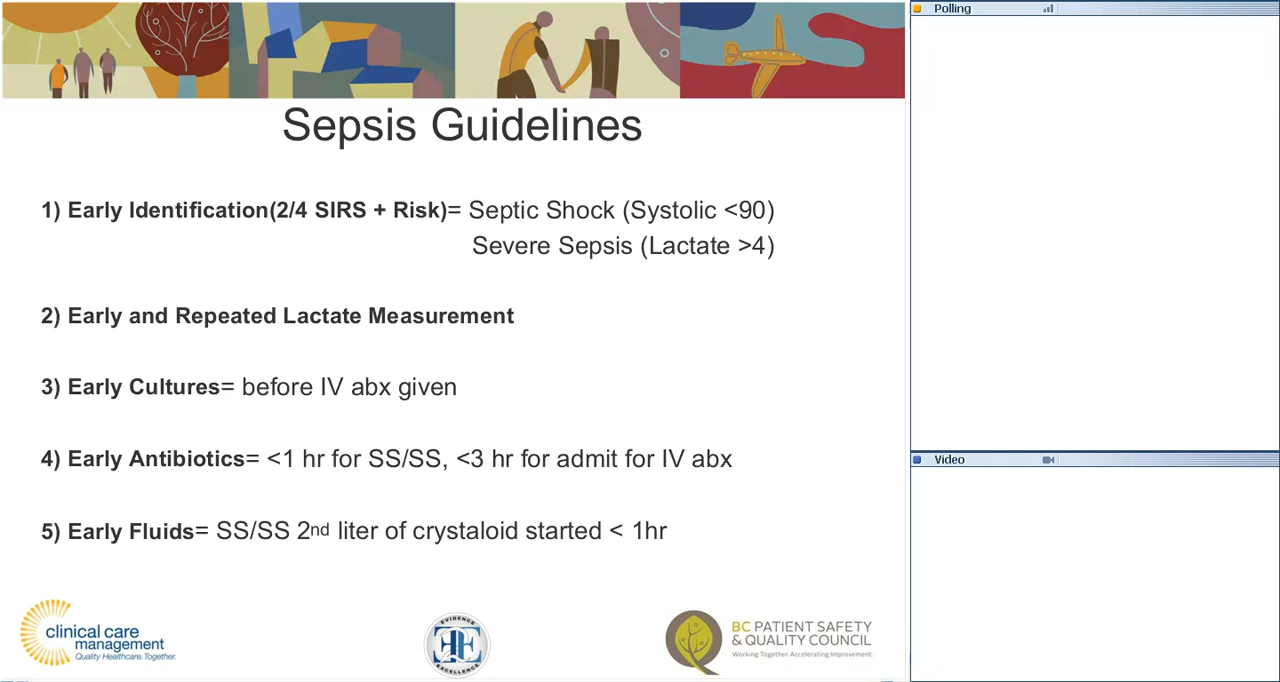 Sepsis Guidelines
1) Early Identification(2/4 SIRS + Risk)= Septic Shock (Systolic <90)
Severe Sepsis (Lactate >4)
2) Early and Repeated Lactate Measurement
3) Early Cultures= before IV abx given
4) Early Antibiotics= <1 hr for SS/SS, <3 hr for admit for IV abx
5) Early Fluids= SS/SS 2nd liter of crystaloid started < 1hr
clinical care
management
Quality Healthcare. Together.
EVIDENCE
E2E
EXCELLENCE
BC PATIENT SAFETY
& QUALITY COUNCIL
Working Together. Accelerating Improvement.
Polling
Video